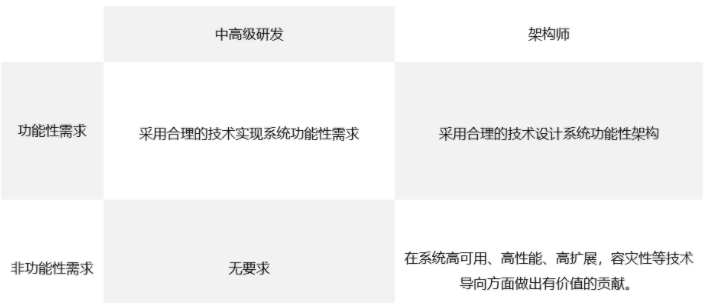 中高级研发
架构师
功能性需求
采用合理的技术实现系统功能性需求
采用合理的技术设计系统功能性架构
非功能性需求
无要求
在系统高可用、高性能、高扩展，容灾性等技术
导向方面做出有价值的贡献。